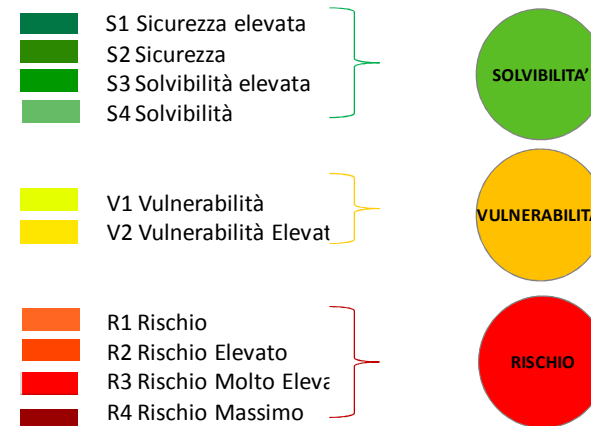 S1 Sicurezza elevata
S2 Sicurezza
S3 Solvibilità elevata
S4 Solvibilità
SOLVIBILITA'
V1 Vulnerabilità
V2 Vulnerabilità Elevat
VULNERABILITA
R1 Rischio
R2 Rischio Elevato
R3 Rischio Molto Eleva
R4 Rischio Massimo
RISCHIO